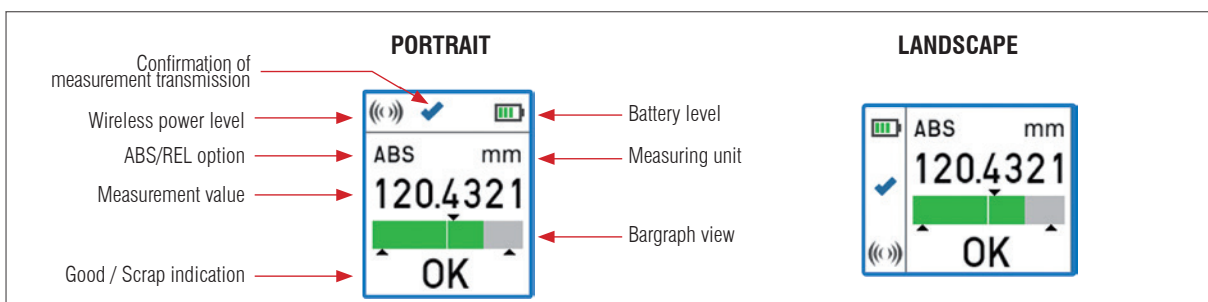 PORTRAIT
LANDSCAPE
Confirmation of
measurement transmission
Wireless power level
ABS/REL option
Measurement value
Good / Scrap indication
ABS mm
120.4321
OK
Battery level
Measuring unit
Bargraph view
ABS mm
120.4321
OK